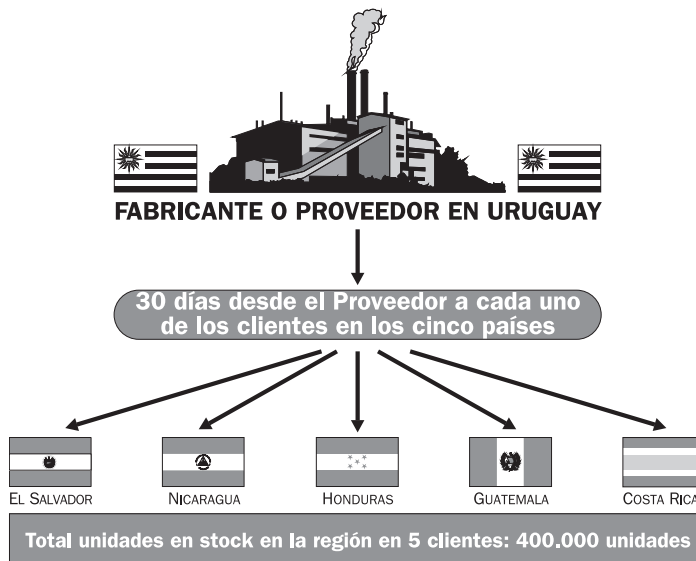 FABRICANTE O PROVEEDOR EN URUGUAY
30 días desde el Proveedor a cada uno
de los clientes en los cinco países
EL SALVADOR
NICARAGUA
HONDURAS
GUATEMALA
COSTA RICA
Total unidades en stock en la región en 5 clientes: 400.000 unidades